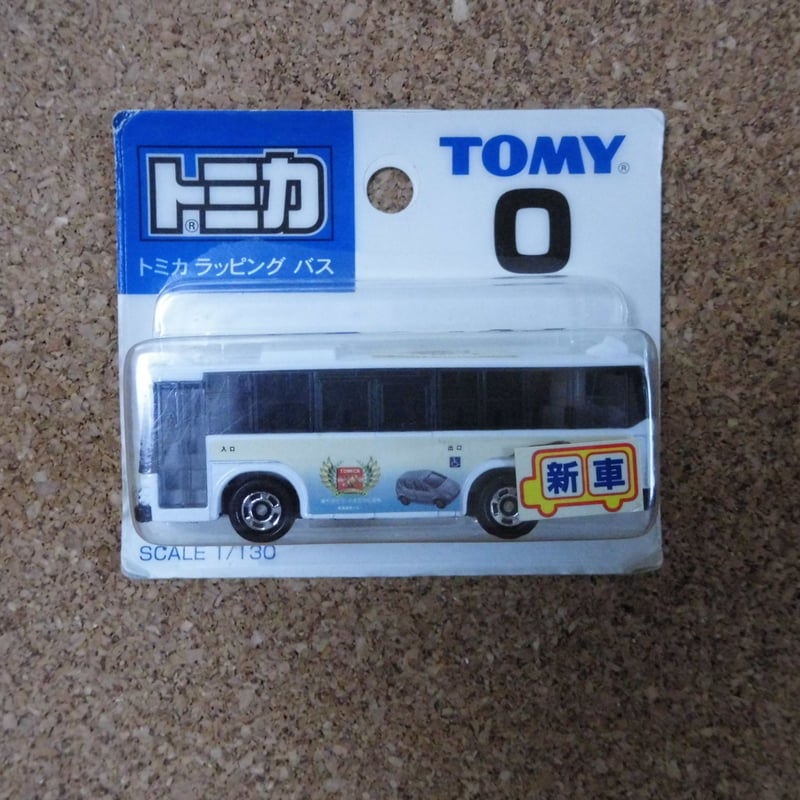 トミカ®
トミカ ラッピング バス
TOMY®
0
入口
出口
TOMICA
新車
SCALE 1/130